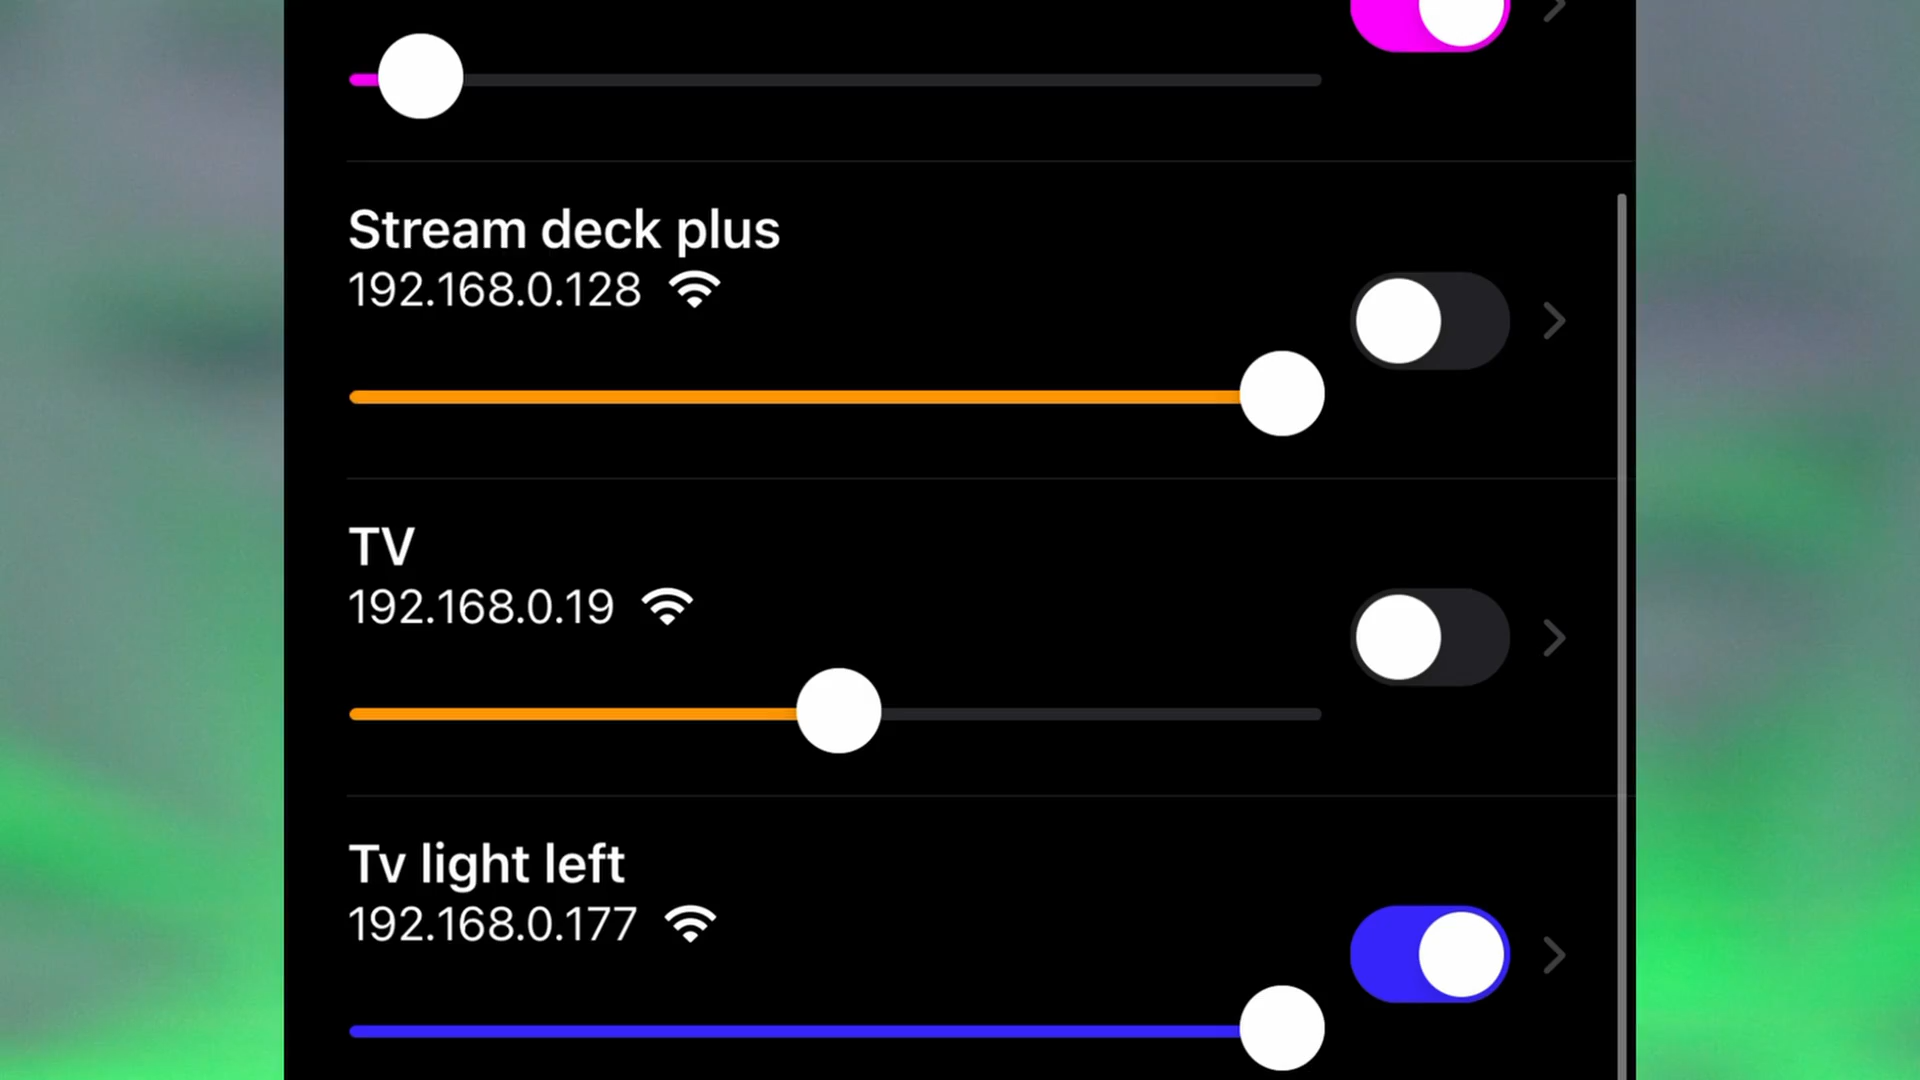 Stream deck plus
192.168.0.128
TV
192.168.0.19
Tv light left
192.168.0.177